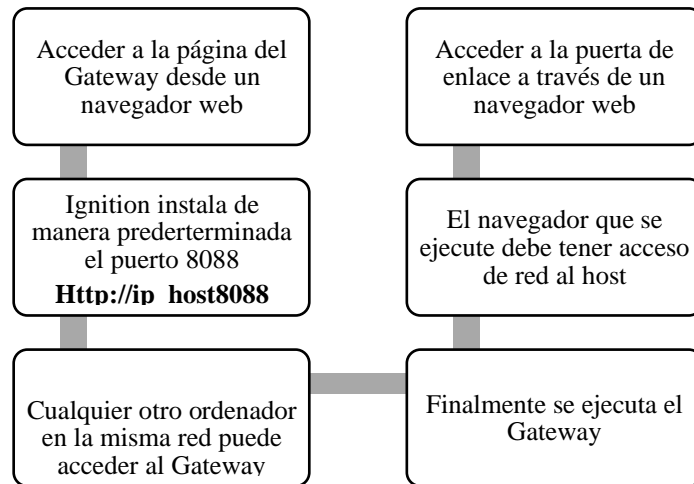 Acceder a la página del
Gateway desde un
navegador web
Ignition instala de
manera prederterminada
el puerto 8088
Http://ip_host8088
Cualquier otro ordenador
en la misma red puede
acceder al Gateway
Acceder a la puerta de
enlace a través de un
navegador web
El navegador que se
ejecute debe tener acceso
de red al host
Finalmente se ejecuta el
Gateway